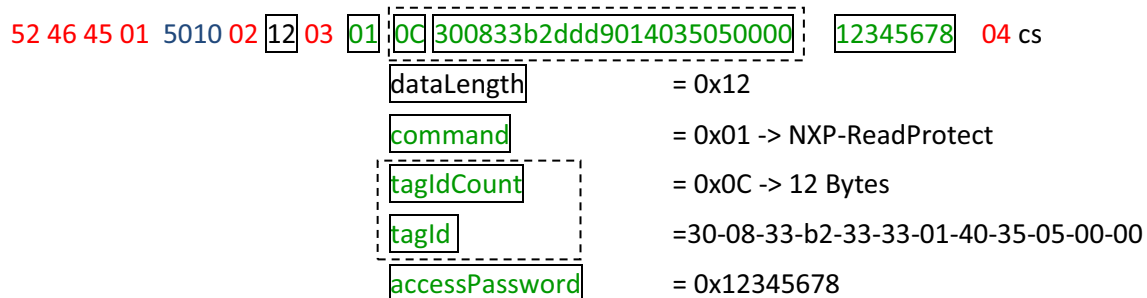 52 46 45 01 5010 02 12 03 01 0C 300833b2ddd9014035050000 12345678 04 cs
dataLength = 0x12
command = 0x01 -> NXP-ReadProtect
tagIdCount = 0x0C -> 12 Bytes
tagId =30-08-33-b2-33-33-01-40-35-05-00-00
accessPassword = 0x12345678